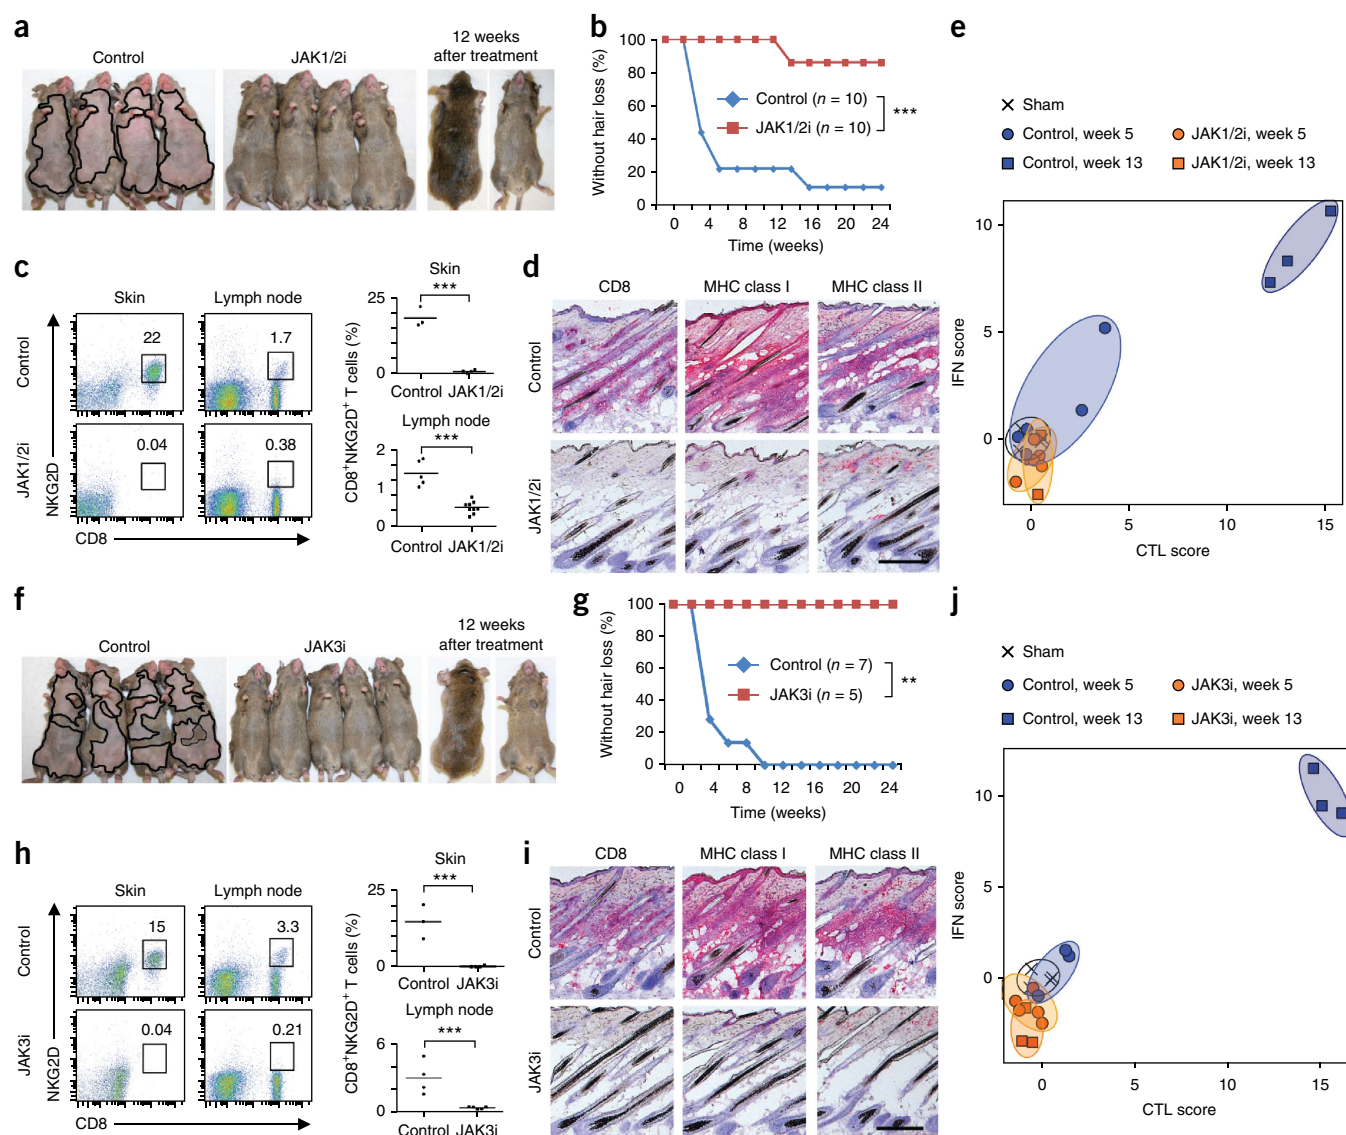 a
Control
JAK1/2i
12 weeks
after treatment
b
Without hair loss (%)
100
80
60
40
20
0
Control (n = 10)
JAK1/2i (n = 10)
***
0 4 8 12 16 20 24
Time (weeks)
c
Skin
Lymph node
Control
22
1.7
JAK1/2i
0.04
0.38
NKG2D
CD8
CD8+NKG2D+ T cells (%)
Skin
***
25
0
Control JAK1/2i
Lymph node
***
2
1
0
Control JAK1/2i
d
CD8
MHC class I
MHC class II
Control
JAK1/2i
e
Sham
Control, week 5
JAK1/2i, week 5
Control, week 13
JAK1/2i, week 13
IFN score
10
5
0
0 5 10 15
CTL score
f
Control
JAK3i
12 weeks
after treatment
g
Without hair loss (%)
100
80
60
40
20
0
Control (n = 7)
JAK3i (n = 5)
**
0 4 8 12 16 20 24
Time (weeks)
h
Skin
Lymph node
Control
15
3.3
JAK3i
0.04
0.21
NKG2D
CD8
CD8+NKG2D+ T cells (%)
Skin
***
25
0
Control JAK3i
Lymph node
***
6
0
Control JAK3i
i
CD8
MHC class I
MHC class II
Control
JAK3i
j
Sham
Control, week 5
JAK3i, week 5
Control, week 13
JAK3i, week 13
IFN score
10
5
0
0 5 10 15
CTL score